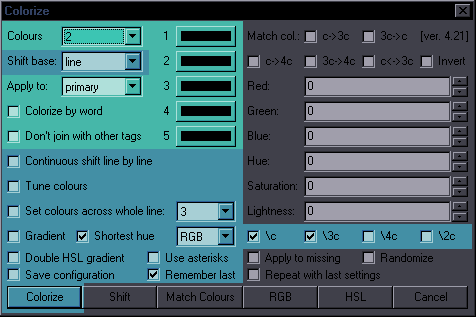 Colorize
Colours 2 1 Match col.: c->3c 3c->c [ver. 4.21]
Shift base: line 2 c->4c 3c->4c c<->3c Invert
Apply to: primary 3 Red: 0
Colorize by word 4 Green: 0
Don't join with other tags 5 Blue: 0
Continuous shift line by line Hue: 0
Tune colours Saturation: 0
Set colours across whole line: 3 Lightness: 0
Gradient Shortest hue RGB \c \3c \4c \2c
Double HSL gradient Use asterisks Apply to missing Randomize
Save configuration Remember last Repeat with last settings
Colorize Shift Match Colours RGB HSL Cancel